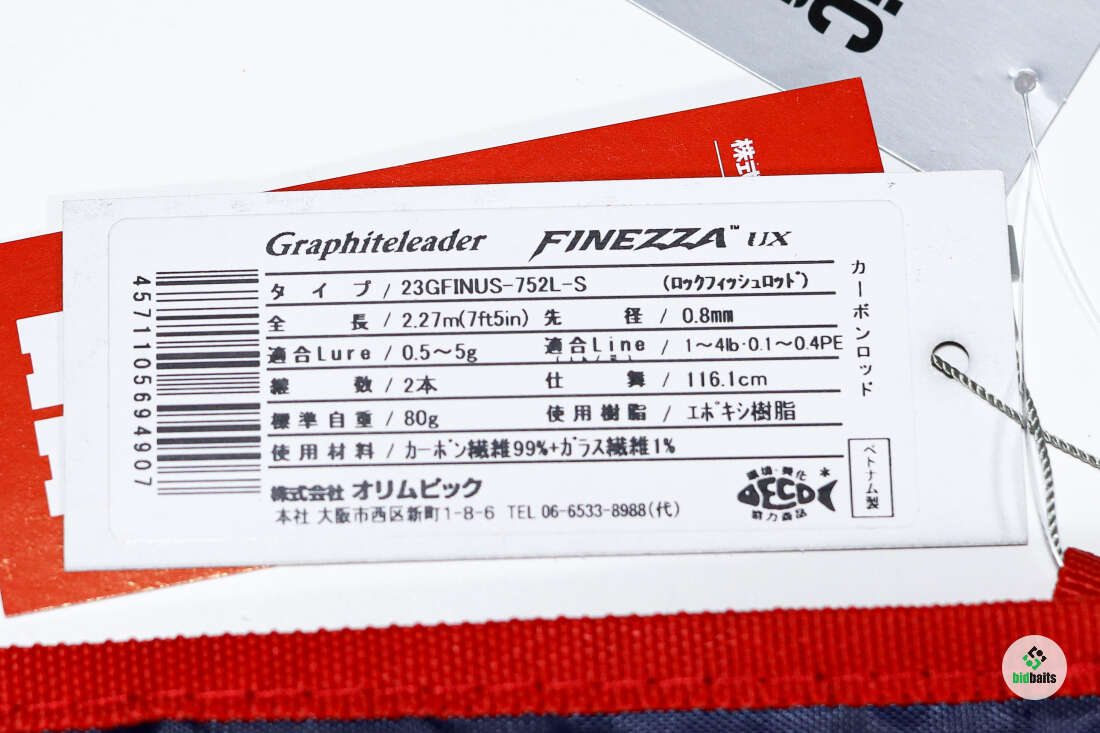 Graphiteleader FINEZZA™ UX
タイプ / 23GFINUS-752L-S (ロックフィッシュロッド)
全長 / 2.27m(7ft5in) 先径 / 0.8mm
適合Lure / 0.5～5g 適合Line / 1～4lb·0.1～0.4PE
継数 / 2本 仕舞 / 116.1cm
標準自重 / 80g 使用樹脂 / エポキシ樹脂
使用材料 / カーボン繊維99%+ガラス繊維1%
株式会社 オリムピック
本社 大阪市西区新町1-8-6 TEL 06-6533-8988(代)
4571105694907
カーボンロッド
ECO
ベトナム製
株式
bidbaits